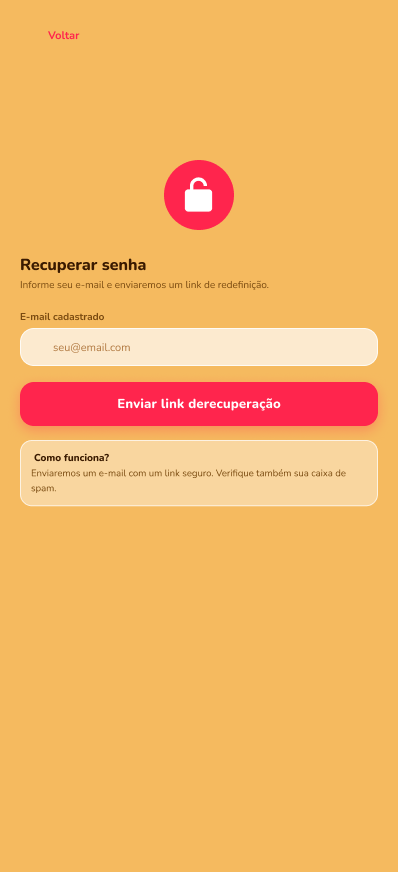 Voltar
Recuperar senha
Informe seu e-mail e enviaremos um link de redefinição.
E-mail cadastrado
seu@email.com
Enviar link derecuperação
Como funciona?
Enviaremos um e-mail com um link seguro. Verifique também sua caixa de
spam.